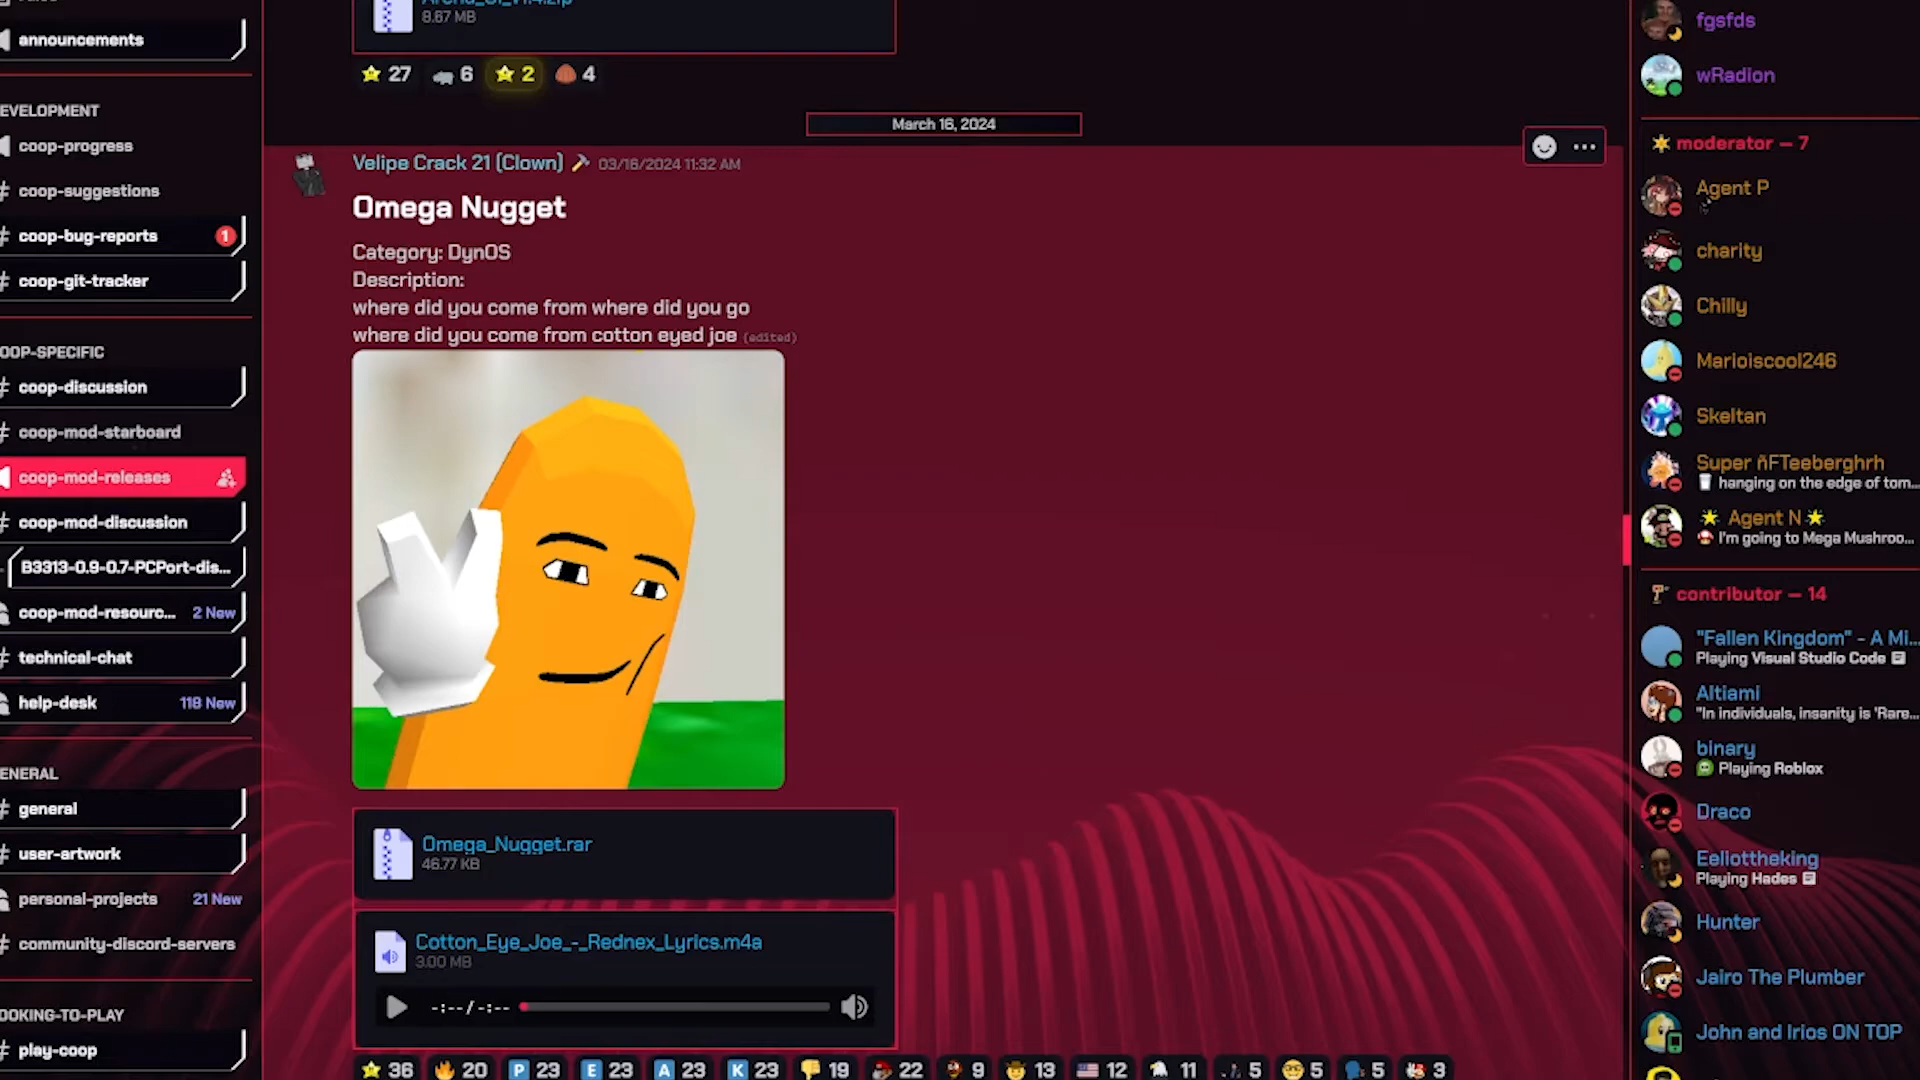 announcements
EVELOPMENT
coop-progress
coop-suggestions
coop-bug-reports 1
coop-git-tracker
OOP-SPECIFIC
coop-discussion
coop-mod-starboard
coop-mod-releases
coop-mod-discussion
B3313-0.9-0.7-PCPort-dis...
coop-mod-resourc... 2 New
technical-chat
help-desk 118 New
ENERAL
general
user-artwork
personal-projects 21 New
community-discord-servers
OOKING-TO-PLAY
play-coop
8.67 MB
27 6 2 4
March 16, 2024
Velipe Crack 21 (Clown) 03/16/2024 11:32 AM
Omega Nugget
Category: DynOS
Description:
where did you come from where did you go
where did you come from cotton eyed joe (edited)
Omega_Nugget.rar
46.77 KB
Cotton_Eye_Joe_-_Rednex_Lyrics.m4a
3.00 MB
-:--/-:--
36 20 P 23 E 23 A 23 K 23 19 22 9 13 12 11 5 5 5 3
fgsfds
wRadion
moderator — 7
Agent P
charity
Chilly
Marioiscool246
Skeltan
Super ñFTeeberghrh
hanging on the edge of tom...
Agent N
I'm going to Mega Mushroo...
contributor — 14
"Fallen Kingdom" - A Mi...
Playing Visual Studio Code
Altiami
"In individuals, insanity is 'Rare...
binary
Playing Roblox
Draco
Eeliottheking
Playing Hades
Hunter
Jairo The Plumber
John and Irios ON TOP